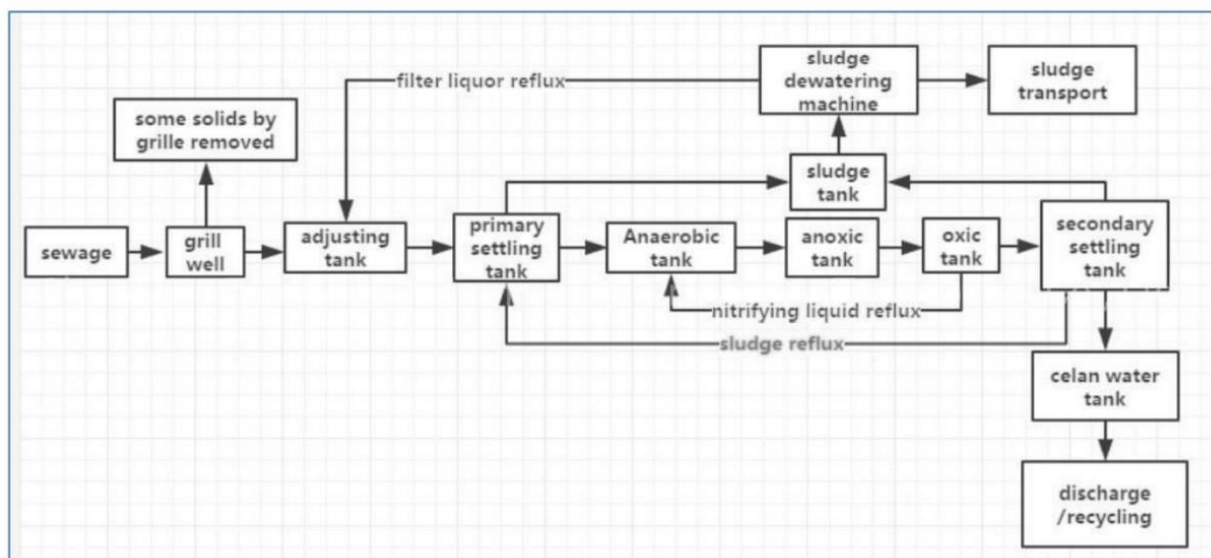 sludge
dewatering
machine
sludge
transport
filter liquor reflux
some solids by
grille removed
sludge
tank
sewage
grill
well
adjusting
tank
primary
settling
tank
Anaerobic
tank
anoxic
tank
oxic
tank
secondary
settling
tank
nitrifying liquid reflux
sludge reflux
celan water
tank
discharge
/recycling